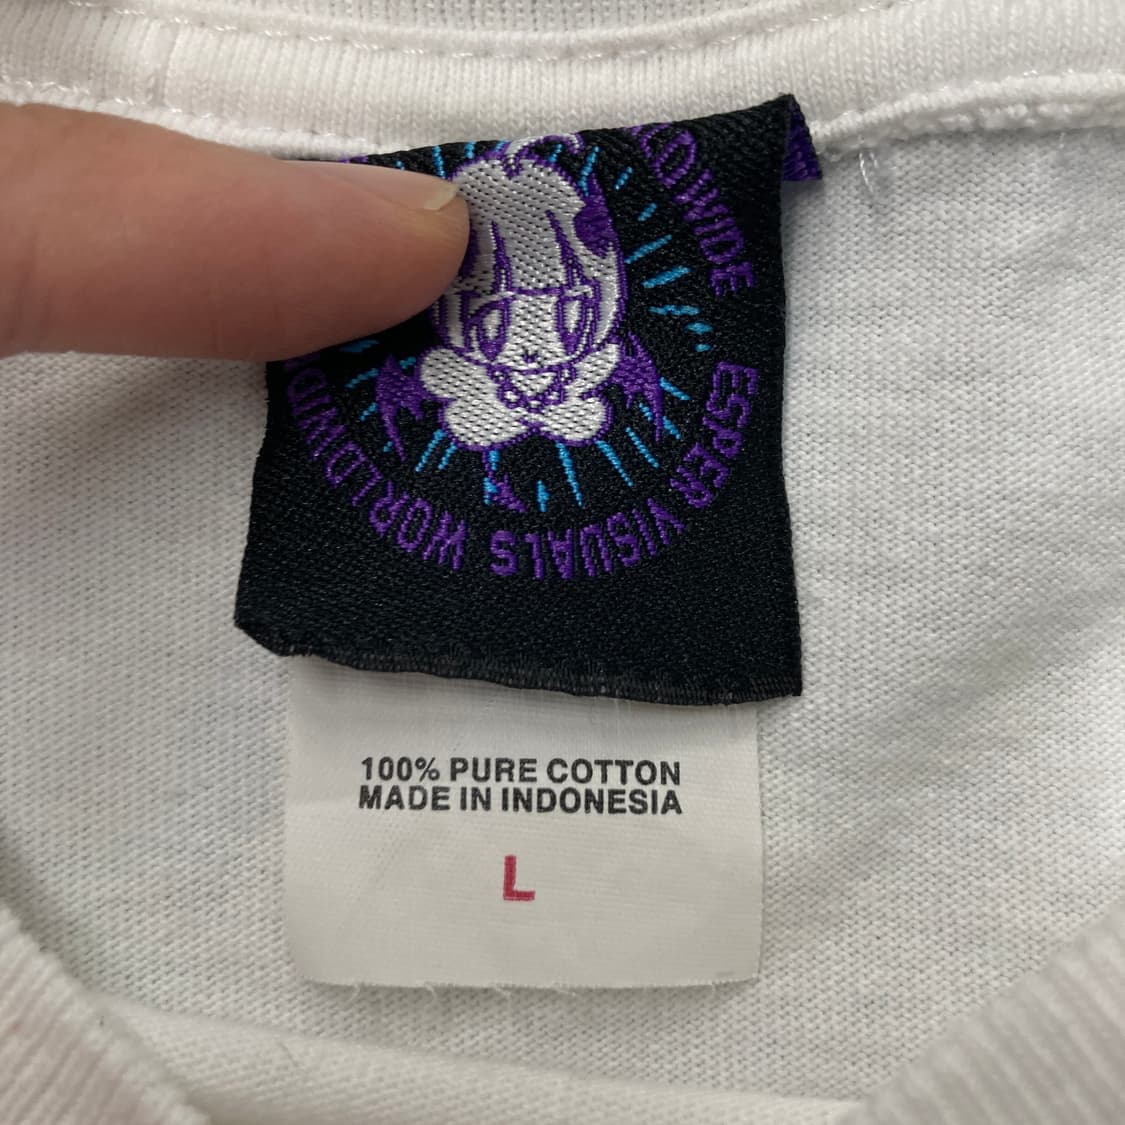 WORLDWIDE
ESPER VISUALS WORLDWIDE
100% PURE COTTON
MADE IN INDONESIA
L